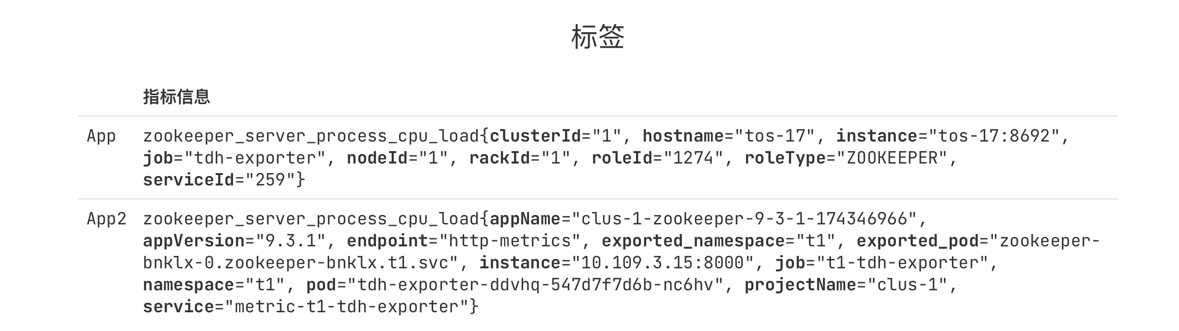 标签
指标信息
App zookeeper_server_process_cpu_load{clusterId="1", hostname="tos-17", instance="tos-17:8692",
job="tdh-exporter", nodeId="1", rackId="1", roleId="1274", roleType="ZOOKEEPER",
serviceId="259"}
App2 zookeeper_server_process_cpu_load{appName="clus-1-zookeeper-9-3-1-174346966",
appVersion="9.3.1", endpoint="http-metrics", exported_namespace="t1", exported_pod="zookeeper-
bnklx-0.zookeeper-bnklx.t1.svc", instance="10.109.3.15:8000", job="t1-tdh-exporter",
namespace="t1", pod="tdh-exporter-ddvhq-547d7f7d6b-nc6hv", projectName="clus-1",
service="metric-t1-tdh-exporter"}